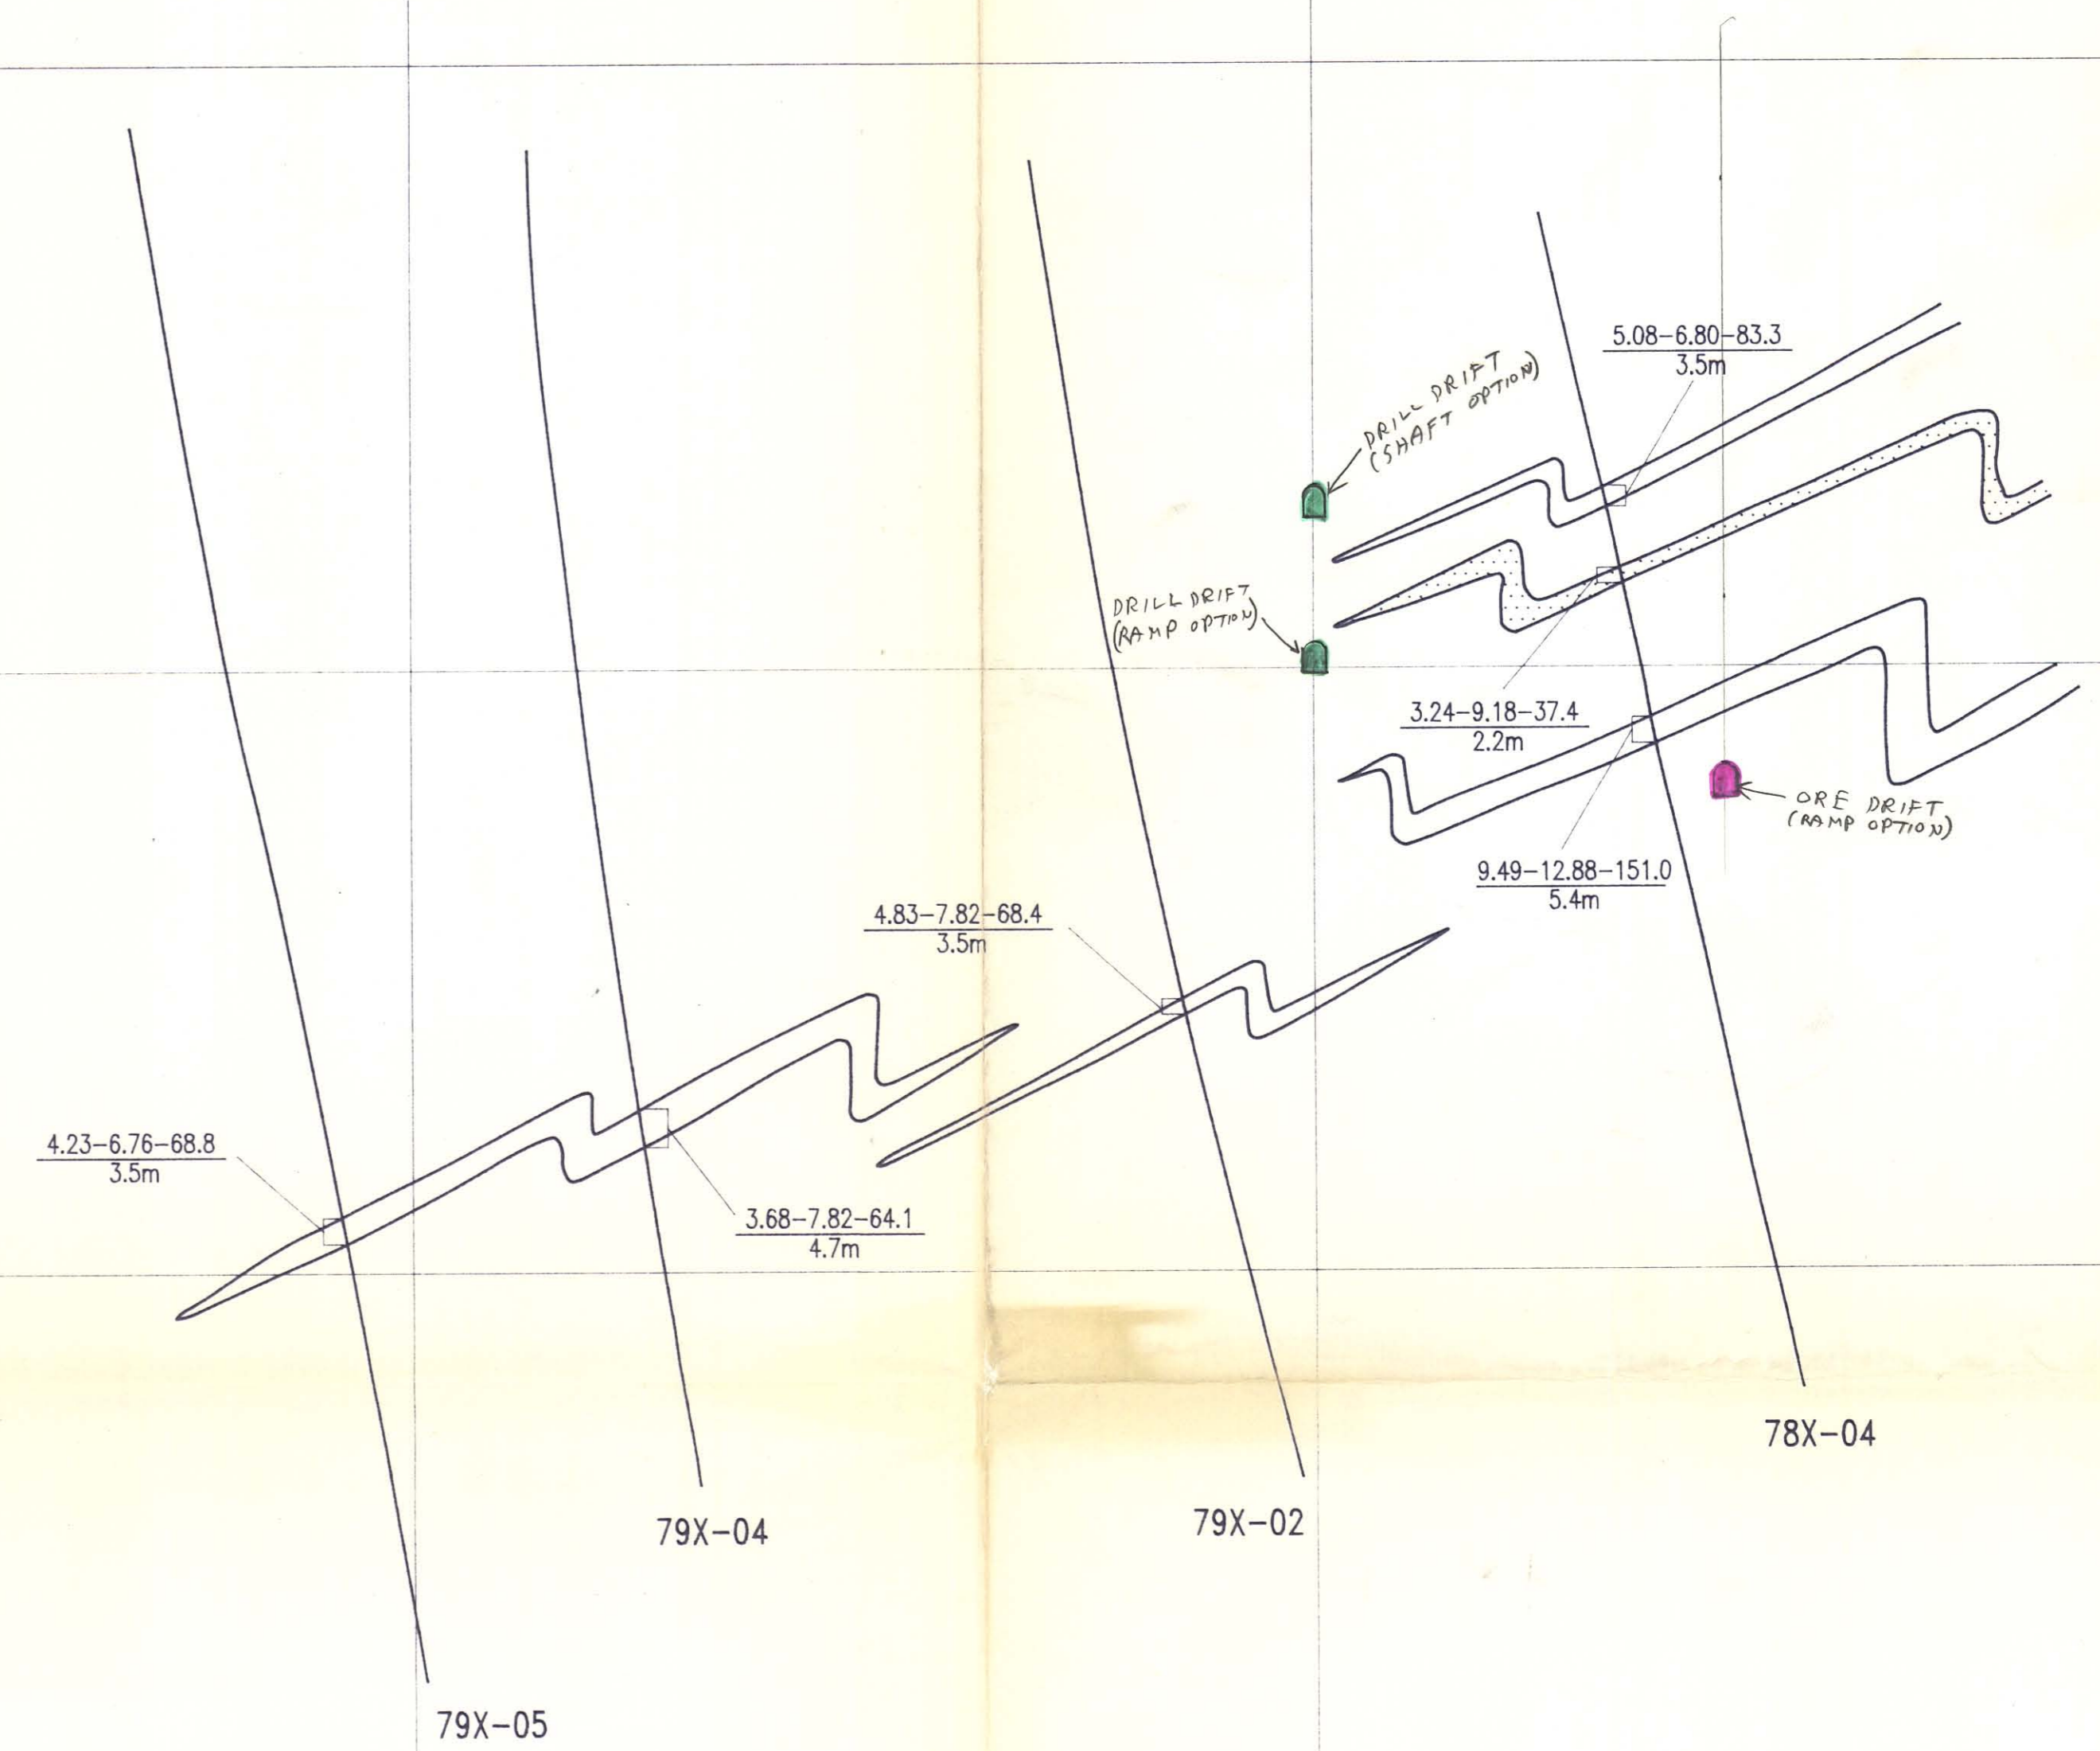 5.08-6.80-83.3
3.5m
DRILL DRIFT
(SHAFT OPTION)
DRILL DRIFT
(RAMP OPTION)
3.24-9.18-37.4
2.2m
ORE DRIFT
(RAMP OPTION)
9.49-12.88-151.0
5.4m
4.83-7.82-68.4
3.5m
4.23-6.76-68.8
3.5m
3.68-7.82-64.1
4.7m
78X-04
79X-02
79X-04
79X-05